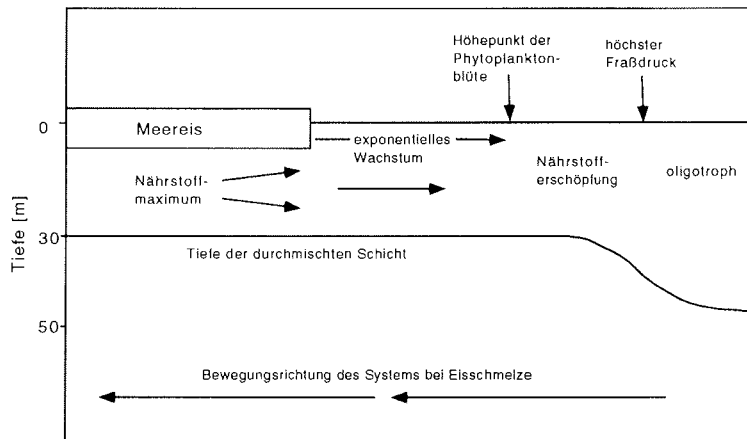 Höhepunkt der
Phytoplankton-
blüte
höchster
Fraßdruck
0
Meereis
exponentielles
Wachstum
Nährstoff-
maximum
Nährstoff-
erschöpfung
oligotroph
Tiefe [m]
30
Tiefe der durchmischten Schicht
50
Bewegungsrichtung des Systems bei Eisschmelze